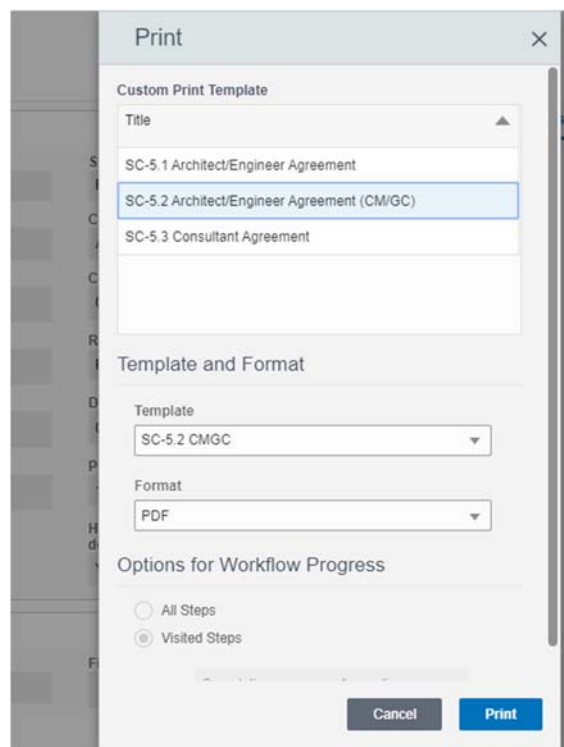 Print
Custom Print Template
Title
SC-5.1 Architect/Engineer Agreement
SC-5.2 Architect/Engineer Agreement (CM/GC)
SC-5.3 Consultant Agreement
Template and Format
Template
SC-5.2 CMGC
Format
PDF
Options for Workflow Progress
All Steps
Visited Steps
Cancel
Print